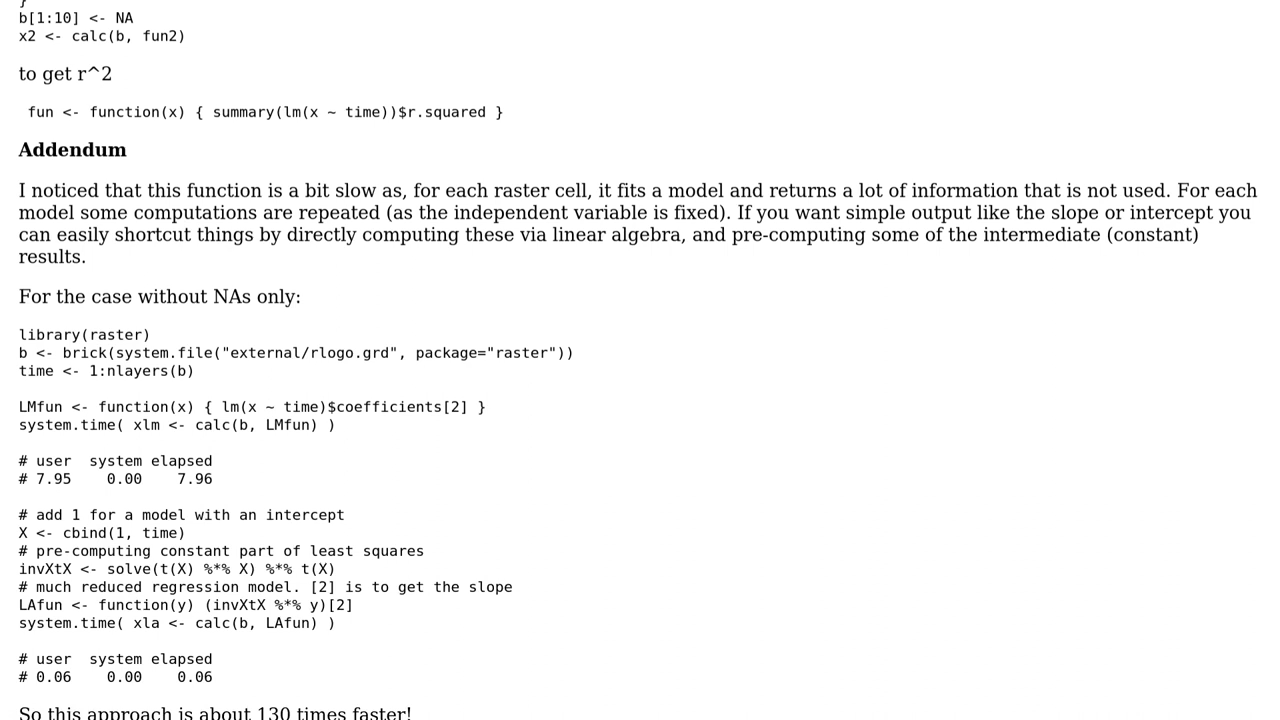 }
b[1:10] <- NA
x2 <- calc(b, fun2)
to get r^2
fun <- function(x) { summary(lm(x ~ time))$r.squared }
Addendum
I noticed that this function is a bit slow as, for each raster cell, it fits a model and returns a lot of information that is not used. For each
model some computations are repeated (as the independent variable is fixed). If you want simple output like the slope or intercept you
can easily shortcut things by directly computing these via linear algebra, and pre-computing some of the intermediate (constant)
results.
For the case without NAs only:
library(raster)
b <- brick(system.file("external/rlogo.grd", package="raster"))
time <- 1:nlayers(b)
LMfun <- function(x) { lm(x ~ time)$coefficients[2] }
system.time( xlm <- calc(b, LMfun) )
# user  system elapsed
# 7.95    0.00    7.96
# add 1 for a model with an intercept
X <- cbind(1, time)
# pre-computing constant part of least squares
invXtX <- solve(t(X) %*% X) %*% t(X)
# much reduced regression model. [2] is to get the slope
LAfun <- function(y) (invXtX %*% y)[2]
system.time( xla <- calc(b, LAfun) )
# user  system elapsed
# 0.06    0.00    0.06
So this approach is about 130 times faster!